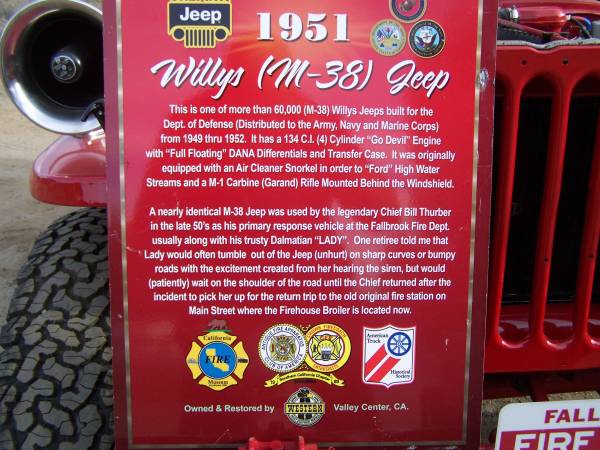 Jeep
1951
Willys (M-38) Jeep
This is one of more than 60,000 (M-38) Willys Jeeps built for the
Dept. of Defense (Distributed to the Army, Navy and Marine Corps)
from 1949 thru 1952. It has a 134 C.I. (4) Cylinder "Go Devil" Engine
with "Full Floating" DANA Differentials and Transfer Case. It was originally
equipped with an Air Cleaner Snorkel in order to "Ford" High Water
Streams and a M-1 Carbine (Garand) Rifle Mounted Behind the Windshield.
A nearly identical M-38 Jeep was used by the legendary Chief Bill Thurber
in the late 50's as his primary response vehicle at the Fallbrook Fire Dept.
usually along with his trusty Dalmatian "LADY". One retiree told me that
Lady would often tumble out of the Jeep (unhurt) on sharp curves or bumpy
roads with the excitement created from her hearing the siren, but would
(patiently) wait on the shoulder of the road until the Chief returned after the
incident to pick her up for the return trip to the old original fire station on
Main Street where the Firehouse Broiler is located now.
California
FIRE
Museum
American
Truck
Historical
Society
Owned & Restored by WESTERN Valley Center, CA.
FALL
FIRE